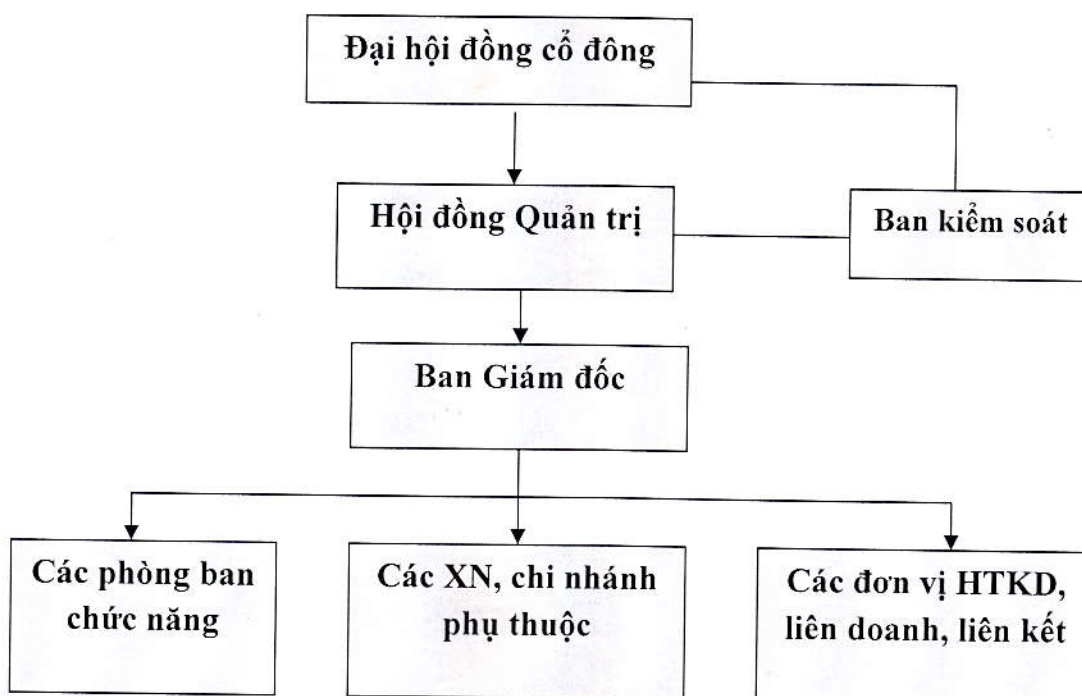 Đại hội đồng cổ đông
Hội đồng Quản trị
Ban kiểm soát
Ban Giám đốc
Các phòng ban
chức năng
Các XN, chi nhánh
phụ thuộc
Các đơn vị HTKD,
liên doanh, liên kết